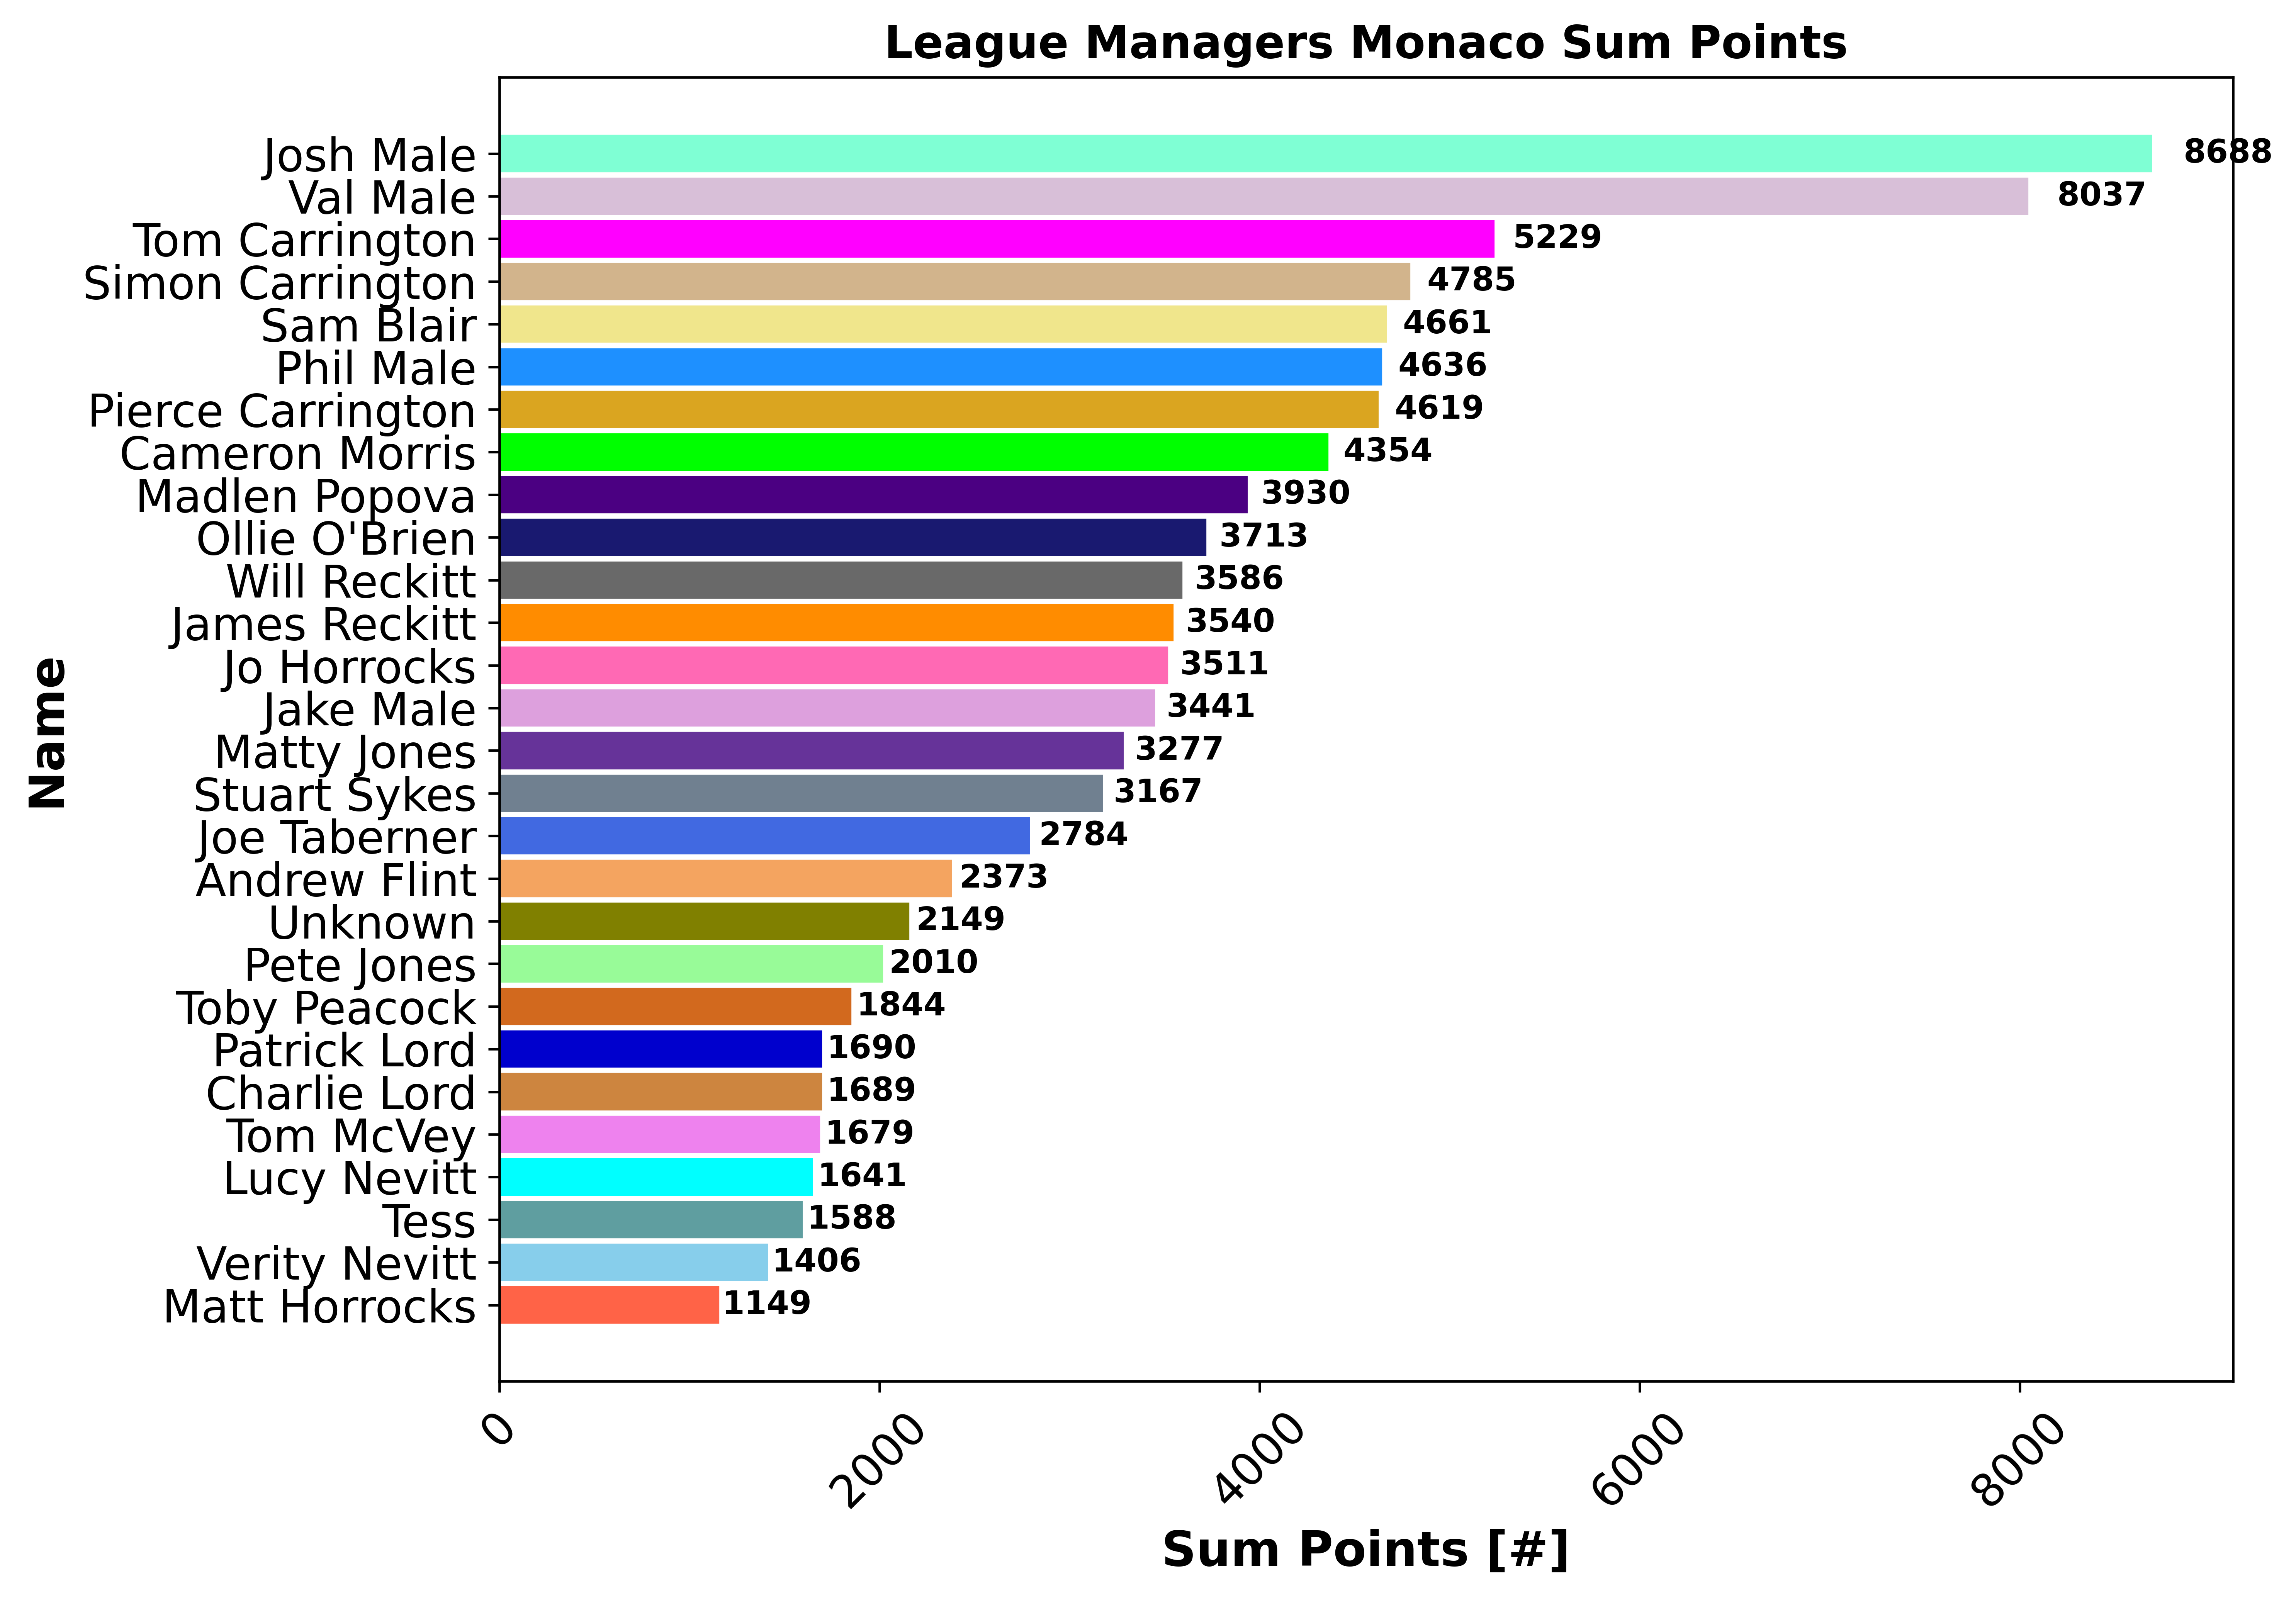 League Managers Monaco Sum Points
Josh Male 8688
Val Male 8037
Tom Carrington 5229
Simon Carrington 4785
Sam Blair 4661
Phil Male 4636
Pierce Carrington 4619
Cameron Morris 4354
Madlen Popova 3930
Ollie O'Brien 3713
Will Reckitt 3586
James Reckitt 3540
Jo Horrocks 3511
Jake Male 3441
Matty Jones 3277
Stuart Sykes 3167
Joe Taberner 2784
Andrew Flint 2373
Unknown 2149
Pete Jones 2010
Toby Peacock 1844
Patrick Lord 1690
Charlie Lord 1689
Tom McVey 1679
Lucy Nevitt 1641
Tess 1588
Verity Nevitt 1406
Matt Horrocks 1149
Name
0 2000 4000 6000 8000
Sum Points [#]